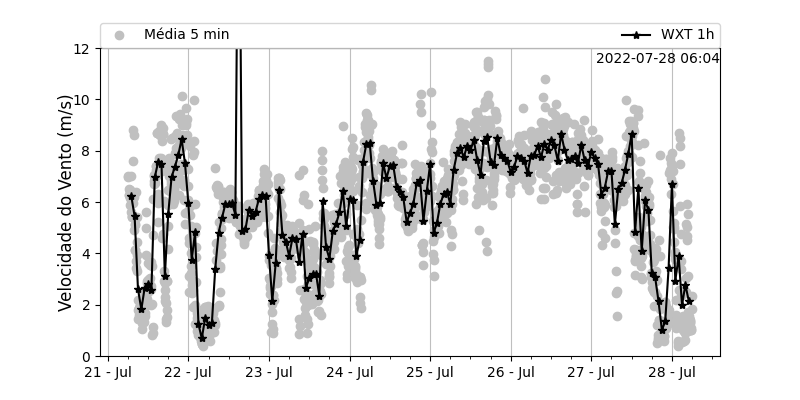 Média 5 min
WXT 1h
2022-07-28 06:04
Velocidade do Vento (m/s)
12
10
8
6
4
2
0
21 - Jul
22 - Jul
23 - Jul
24 - Jul
25 - Jul
26 - Jul
27 - Jul
28 - Jul